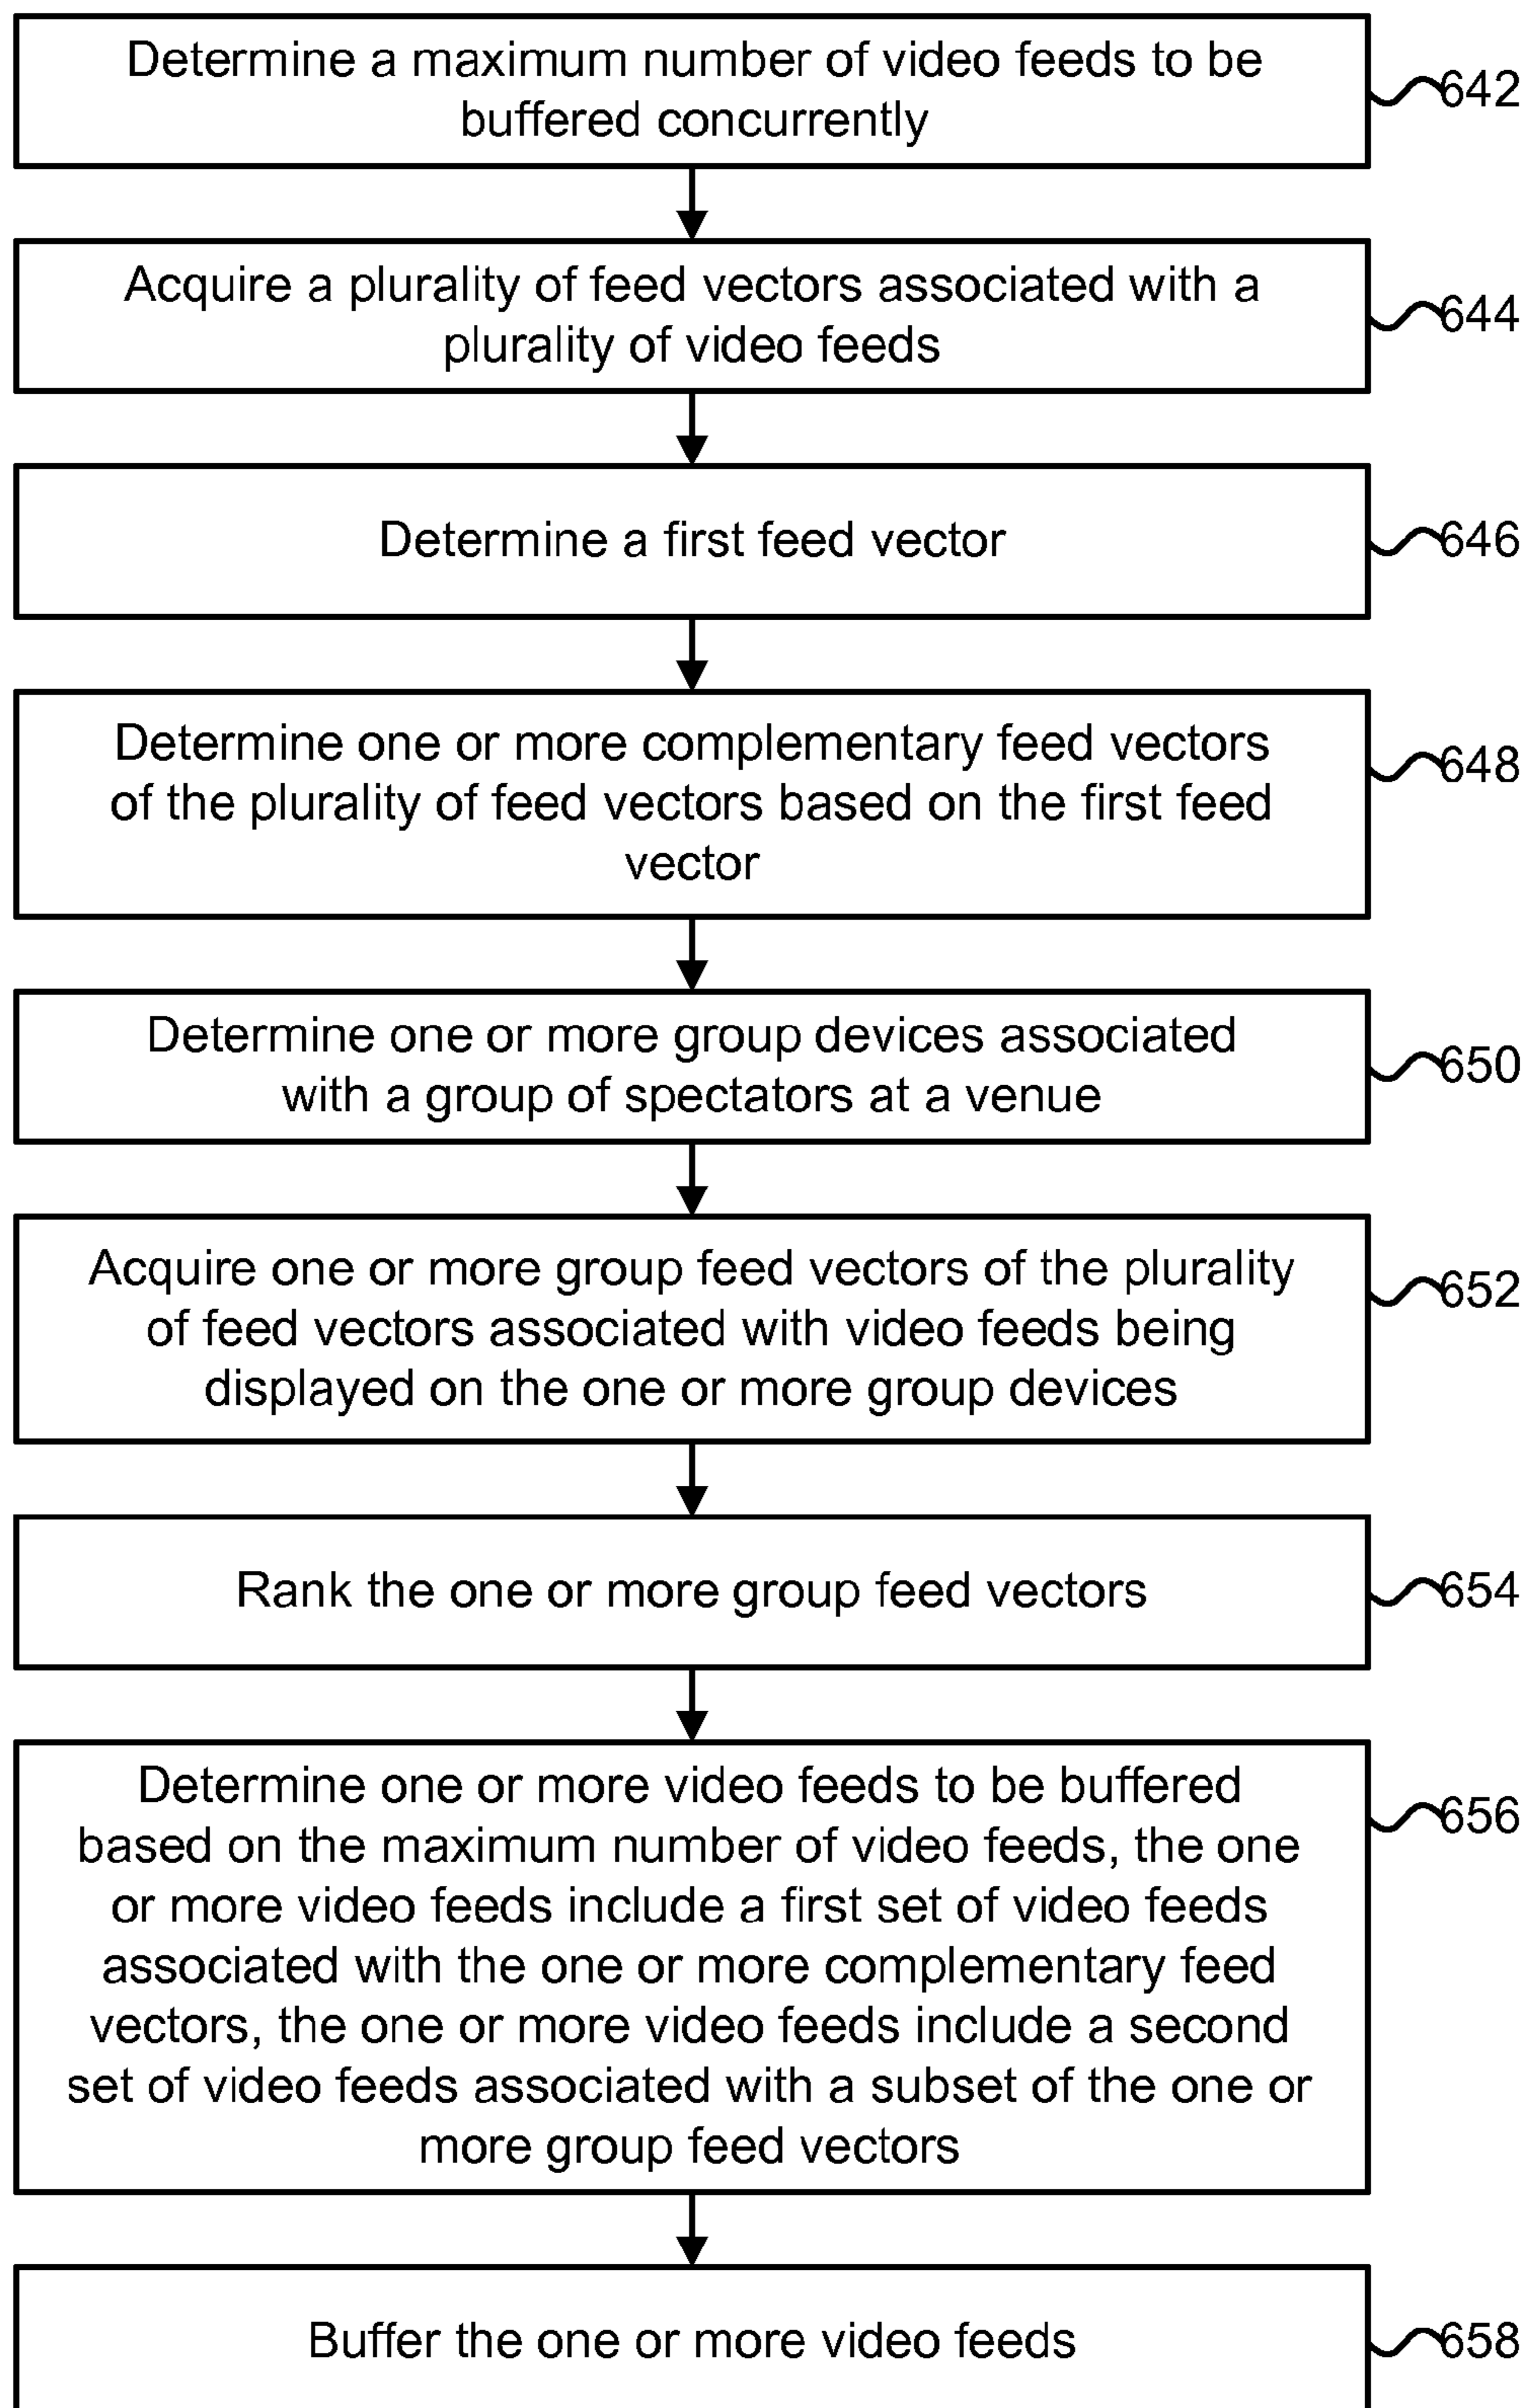 Determine a maximum number of video feeds to be
buffered concurrently
642
Acquire a plurality of feed vectors associated with a
plurality of video feeds
644
Determine a first feed vector
646
Determine one or more complementary feed vectors
of the plurality of feed vectors based on the first feed
vector
648
Determine one or more group devices associated
with a group of spectators at a venue
650
Acquire one or more group feed vectors of the plurality
of feed vectors associated with video feeds being
displayed on the one or more group devices
652
Rank the one or more group feed vectors
654
Determine one or more video feeds to be buffered
based on the maximum number of video feeds, the one
or more video feeds include a first set of video feeds
associated with the one or more complementary feed
vectors, the one or more video feeds include a second
set of video feeds associated with a subset of the one or
more group feed vectors
656
Buffer the one or more video feeds
658